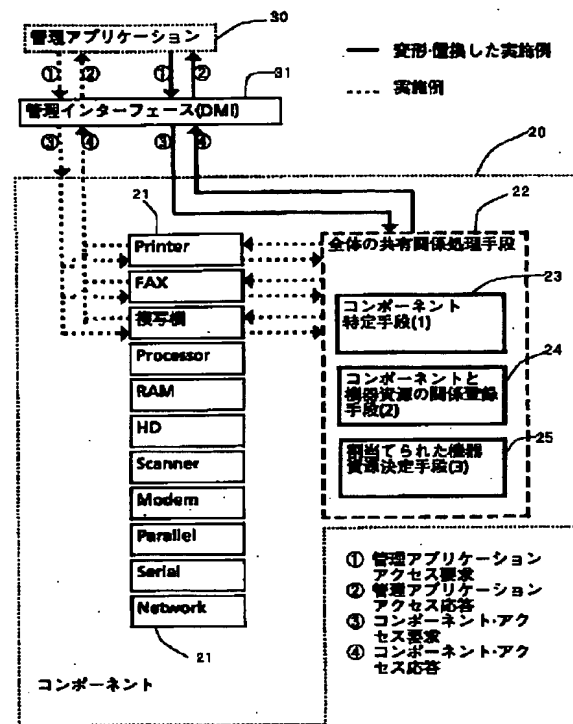 30
管理アプリケーション
① ② ① ②
変形・置換した実施例
31
実施例
管理インターフェース(DMI)
③ ④ ③ ④
20
21
22
Printer
全体の共有関係処理手段
FAX
23
複写機
コンポーネント
特定手段(1)
Processor
24
RAM
コンポーネントと
機器資源の関係登録
手段(2)
HD
25
Scanner
割当てられた機器
資源決定手段(3)
Modem
Parallel
Serial
Network
21
① 管理アプリケーション
アクセス要求
② 管理アプリケーション
アクセス応答
③ コンポーネント・アク
セス要求
④ コンポーネント・アク
セス応答
コンポーネント